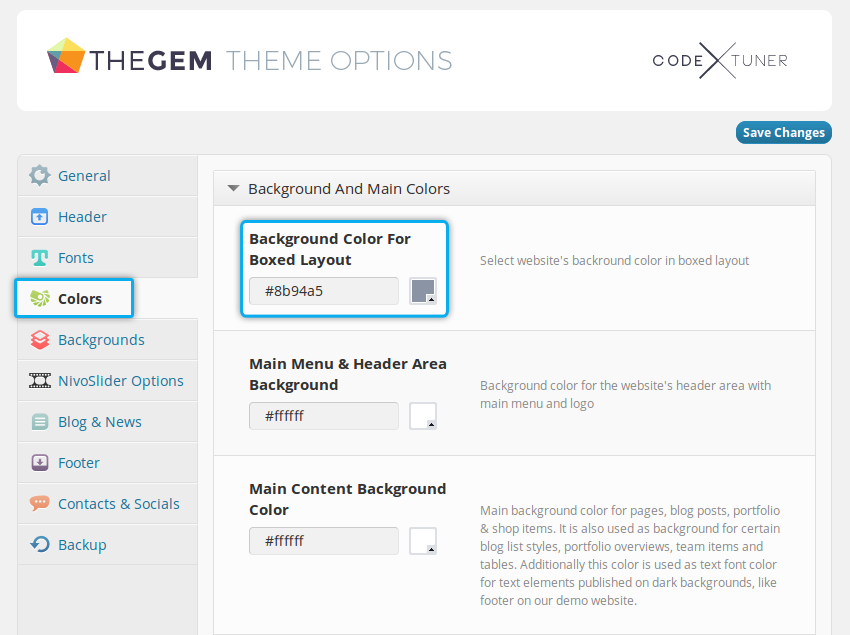 THEGEM THEME OPTIONS
CODE TUNER
Save Changes
General
Header
Fonts
Colors
Backgrounds
NivoSlider Options
Blog & News
Footer
Contacts & Socials
Backup
Background And Main Colors
Background Color For
Boxed Layout
#8b94a5
Select website's backround color in boxed layout
Main Menu & Header Area
Background
#ffffff
Background color for the website's header area with
main menu and logo
Main Content Background
Color
#ffffff
Main background color for pages, blog posts, portfolio
& shop items. It is also used as background for certain
blog list styles, portfolio overviews, team items and
tables. Additionally this color is used as text font color
for text elements published on dark backgrounds, like
footer on our demo website.